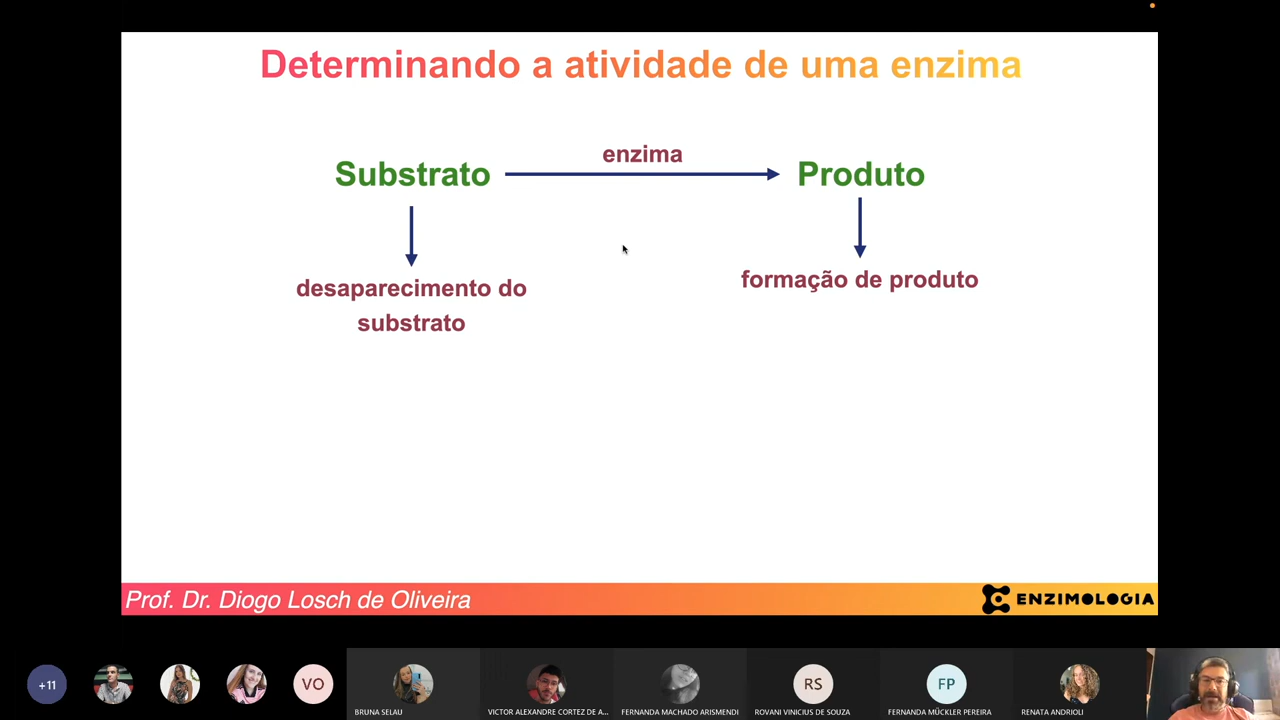 Determinando a atividade de uma enzima
enzima
Substrato
Produto
desaparecimento do
substrato
formação de produto
Prof. Dr. Diogo Losch de Oliveira
ENZIMOLOGIA
+11
VO
RS
FP
BRUNA SELAU
VICTOR ALEXANDRE CORTEZ DE A...
FERNANDA MACHADO ARISMENDI
ROVANI VINICIUS DE SOUZA
FERNANDA MÜCKLER PEREIRA
RENATA ANDRIOLI